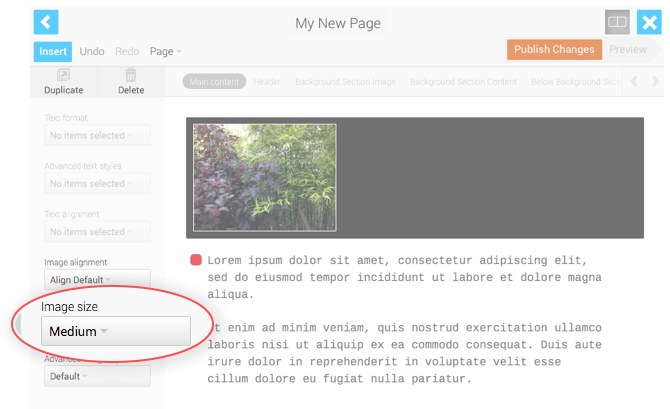 My New Page
Insert Undo Redo Page
Publish Changes Preview
Duplicate Delete
Main content Header Background Section Image Background Section Content Below Background
Text format
No items selected
Advanced text styles
No items selected
Text alignment
No items selected
Image alignment
Align Default
Image size
Medium
Default
Lorem ipsum dolor sit amet, consectetur adipiscing elit,
sed do eiusmod tempor incididunt ut labore et dolore magna
aliqua.
enim ad minim veniam, quis nostrud exercitation ullamco
laboris nisi ut aliquip ex ea commodo consequat. Duis aute
irure dolor in reprehenderit in voluptate velit esse
cillum dolore eu fugiat nulla pariatur.